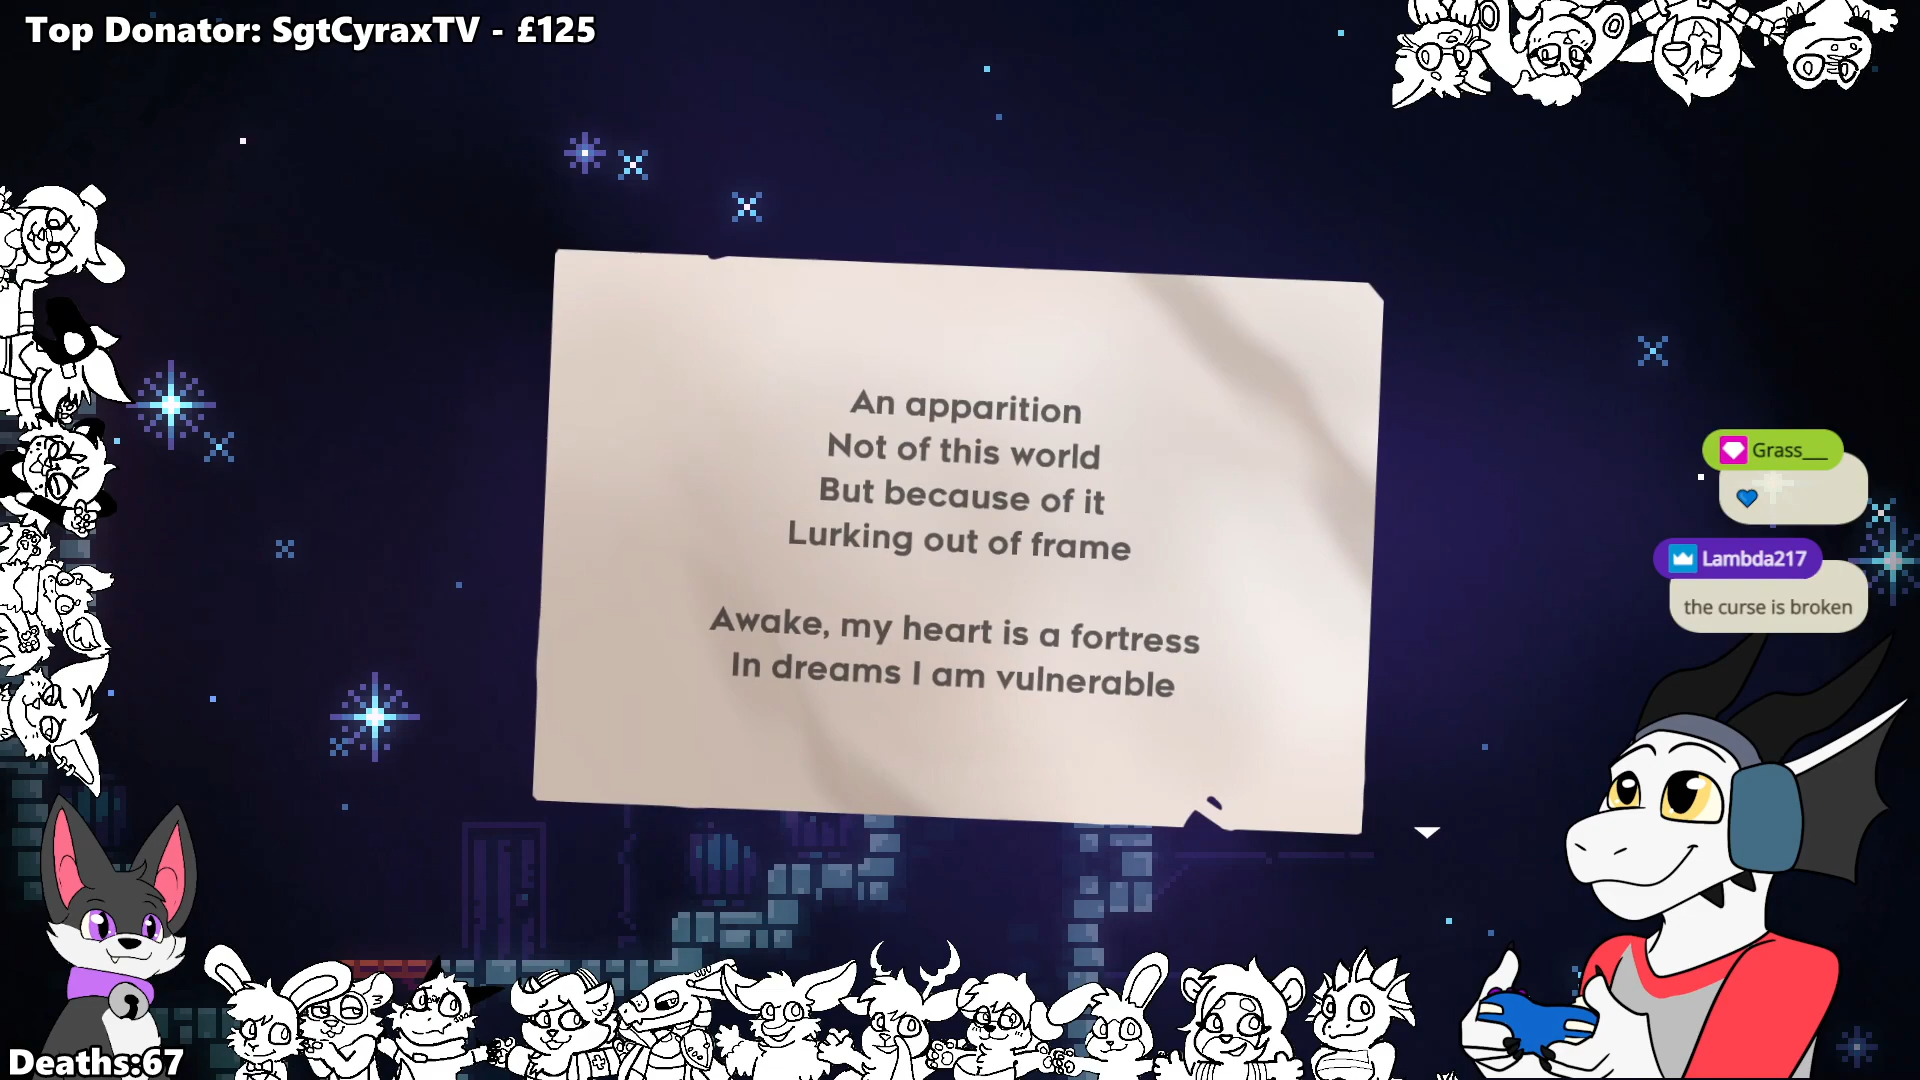 Top Donator: SgtCyraxTV - £125
An apparition
Not of this world
But because of it
Lurking out of frame
Awake, my heart is a fortress
In dreams I am vulnerable
Grass___
Lambda217
the curse is broken
Deaths:67